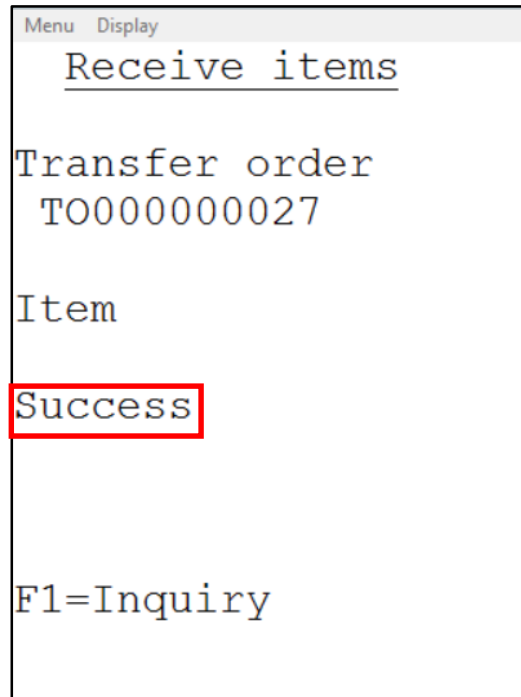 Menu Display
Receive items
Transfer order
TO000000027
Item
Success
F1=Inquiry